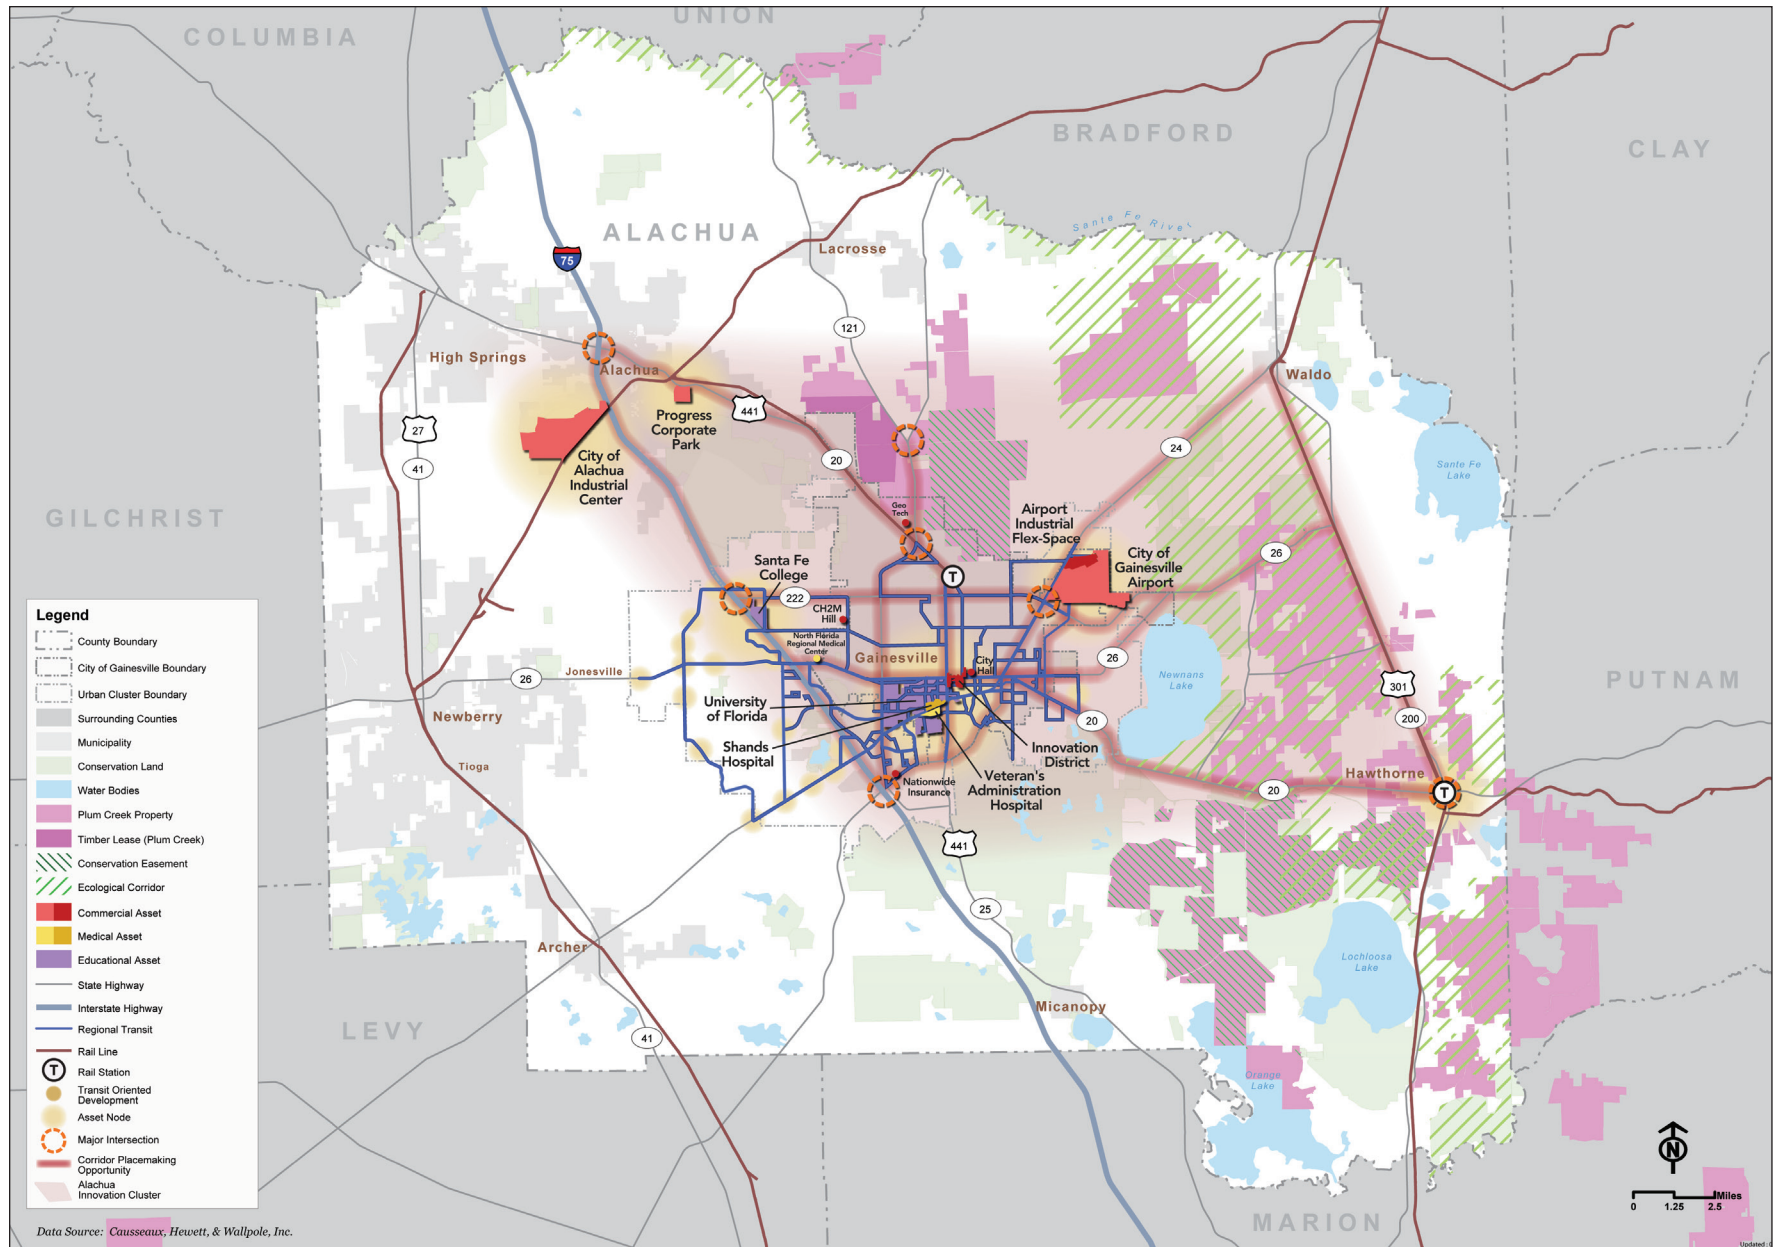 UNION
COLUMBIA
BRADFORD
CLAY
Sante Fe River
ALACHUA
Lacrosse
75
121
High Springs
Alachua
Waldo
27
441
Progress
Corporate
Park
41
20
24
City of
Alachua
Industrial
Center
Sante Fe
Lake
GILCHRIST
Geo
Tech
Airport
Industrial
Flex-Space
City of
Gainesville
Airport
26
Santa Fe
College
T
222
CH2M
Hill
North Florida
Regional Medical
Center
Gainesville
City
Hall
26
Jonesville
26
Newnans
Lake
301
PUTNAM
University
of Florida
Newberry
20
200
Shands
Hospital
Innovation
District
Tioga
Veteran's
Administration
Hospital
Nationwide
Insurance
Hawthorne
20
T
441
25
Archer
Lochloosa
Lake
Micanopy
LEVY
41
Orange
Lake
MARION
Legend
County Boundary
City of Gainesville Boundary
Urban Cluster Boundary
Surrounding Counties
Municipality
Conservation Land
Water Bodies
Plum Creek Property
Timber Lease (Plum Creek)
Conservation Easement
Ecological Corridor
Commercial Asset
Medical Asset
Educational Asset
State Highway
Interstate Highway
Regional Transit
Rail Line
T
Rail Station
Transit Oriented
Development
Asset Node
Major Intersection
Corridor Placemaking
Opportunity
Alachua
Innovation Cluster
Data Source: Causseaux, Hewett, & Wallpole, Inc.
N
Miles
0 1.25 2.5
Updated: